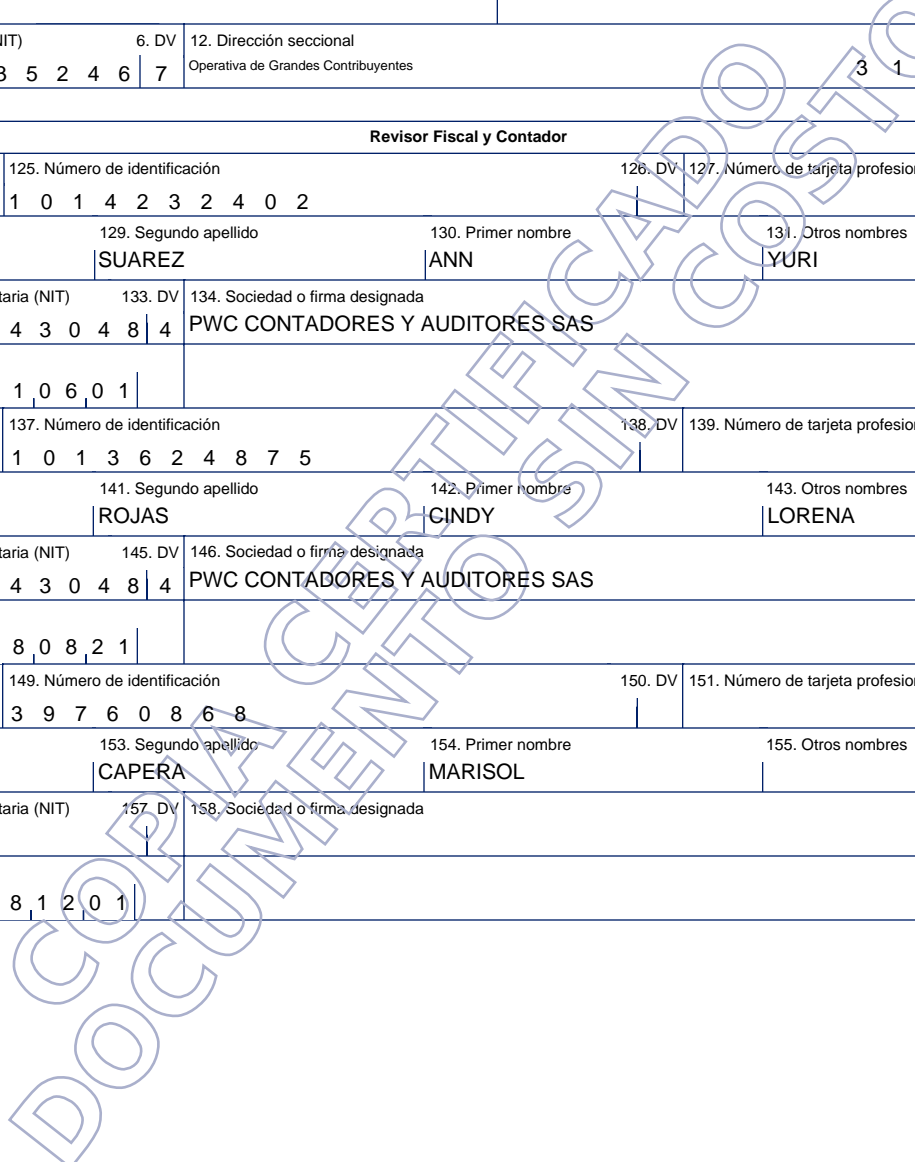 NIT) 6. DV 12. Dirección seccional
3 5 2 4 6 7 Operativa de Grandes Contribuyentes 3 1
Revisor Fiscal y Contador
125. Número de identificación 126. DV 127. Número de tarjeta profesion
1 0 1 4 2 3 2 4 0 2
129. Segundo apellido 130. Primer nombre 131. Otros nombres
SUAREZ ANN YURI
taria (NIT) 133. DV 134. Sociedad o firma designada
4 3 0 4 8 4 PWC CONTADORES Y AUDITORES SAS
1 0 6 0 1
137. Número de identificación 138. DV 139. Número de tarjeta profesion
1 0 1 3 6 2 4 8 7 5
141. Segundo apellido 142. Primer nombre 143. Otros nombres
ROJAS CINDY LORENA
taria (NIT) 145. DV 146. Sociedad o firma designada
4 3 0 4 8 4 PWC CONTADORES Y AUDITORES SAS
8 0 8 2 1
149. Número de identificación 150. DV 151. Número de tarjeta profesion
3 9 7 6 0 8 6 8
153. Segundo apellido 154. Primer nombre 155. Otros nombres
CAPERA MARISOL
taria (NIT) 157. DV 158. Sociedad o firma designada
8 1 2 0 1
COPIA CERTIFICADO
DOCUMENTO SIN COSTO